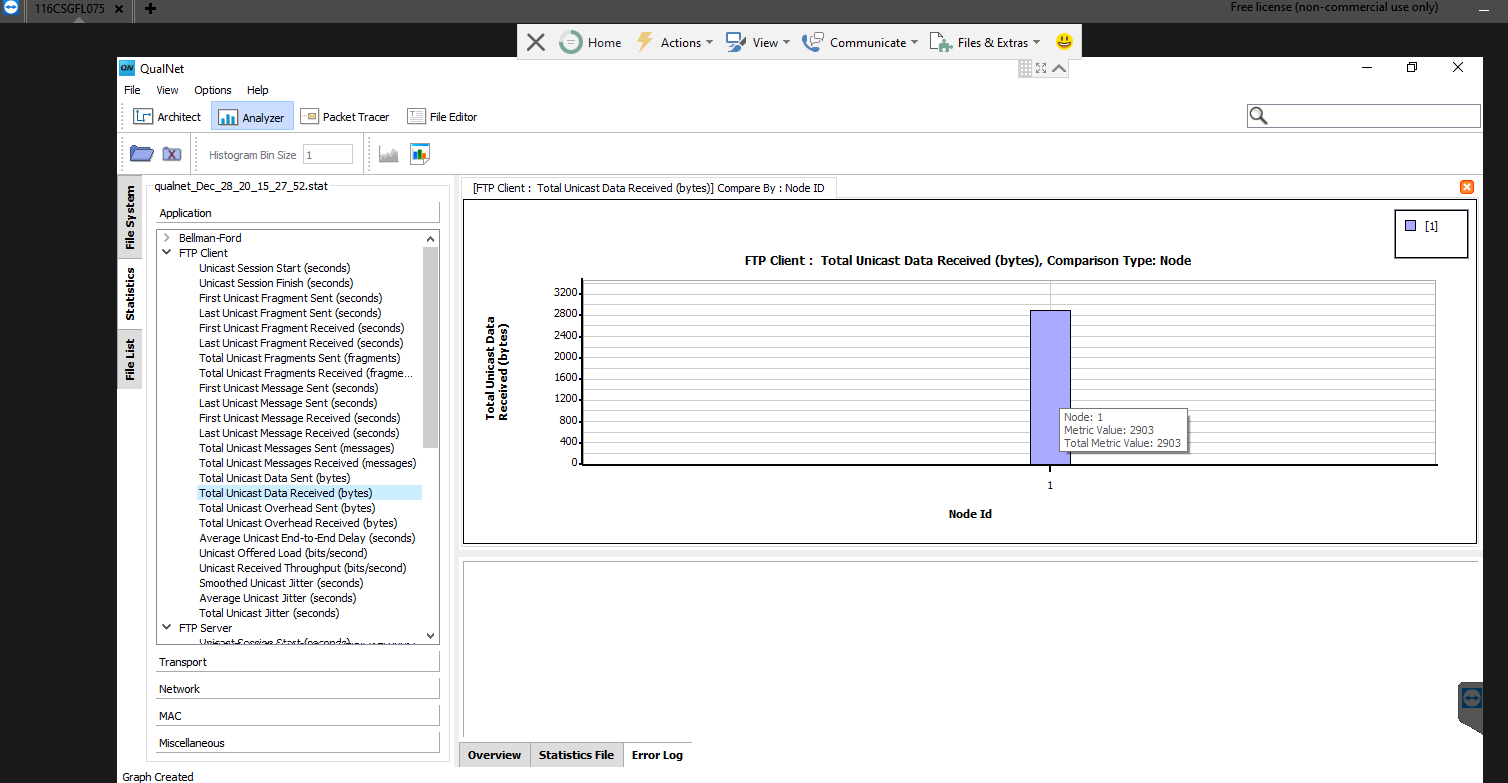 116CSGFL075
Free license (non-commercial use only)
Home Actions View Communicate Files & Extras
QN QualNet
File View Options Help
Architect Analyzer Packet Tracer File Editor
Histogram Bin Size 1
File System
Statistics
File List
qualnet_Dec_28_20_15_27_52.stat
Application
Bellman-Ford
FTP Client
Unicast Session Start (seconds)
Unicast Session Finish (seconds)
First Unicast Fragment Sent (seconds)
Last Unicast Fragment Sent (seconds)
First Unicast Fragment Received (seconds)
Last Unicast Fragment Received (seconds)
Total Unicast Fragments Sent (fragments)
Total Unicast Fragments Received (fragme...
First Unicast Message Sent (seconds)
Last Unicast Message Sent (seconds)
First Unicast Message Received (seconds)
Last Unicast Message Received (seconds)
Total Unicast Messages Sent (messages)
Total Unicast Messages Received (messages)
Total Unicast Data Sent (bytes)
Total Unicast Data Received (bytes)
Total Unicast Overhead Sent (bytes)
Total Unicast Overhead Received (bytes)
Average Unicast End-to-End Delay (seconds)
Unicast Offered Load (bits/second)
Unicast Received Throughput (bits/second)
Smoothed Unicast Jitter (seconds)
Average Unicast Jitter (seconds)
Total Unicast Jitter (seconds)
FTP Server
Unicast Session Start (seconds)
Transport
Network
MAC
Miscellaneous
[FTP Client : Total Unicast Data Received (bytes)] Compare By : Node ID
[1]
FTP Client : Total Unicast Data Received (bytes), Comparison Type: Node
Total Unicast Data
Received (bytes)
3200
2800
2400
2000
1600
1200
800
400
0
Node: 1
Metric Value: 2903
Total Metric Value: 2903
1
Node Id
Overview Statistics File Error Log
Graph Created